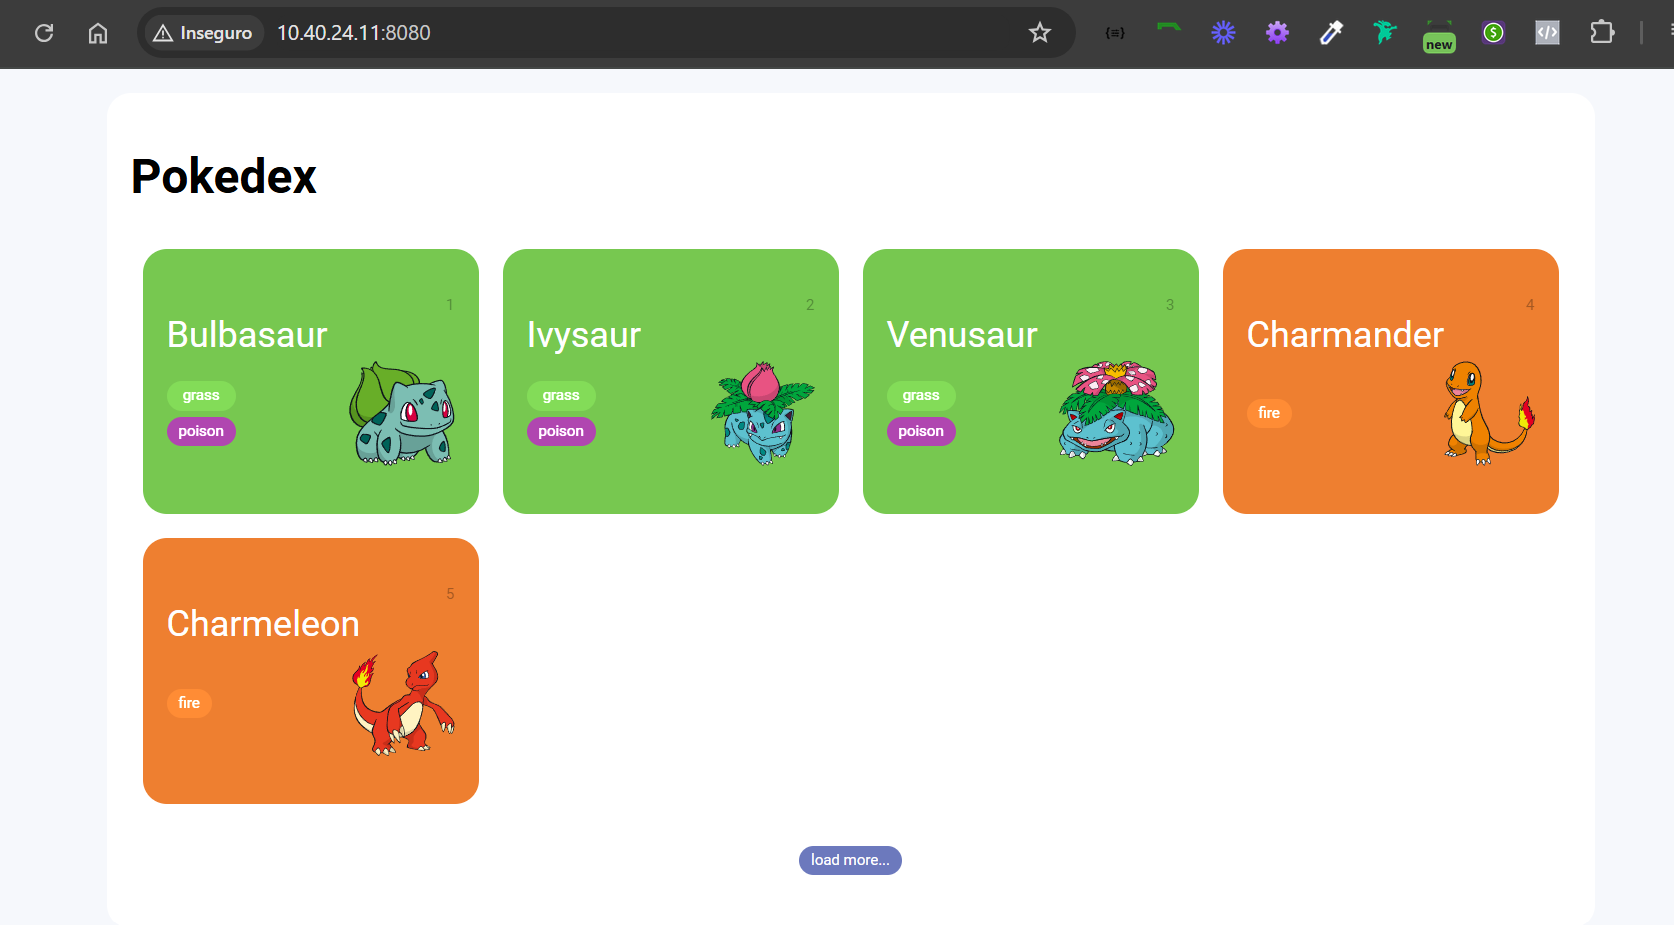 Inseguro 10.40.24.11:8080
{≡}
new
$
</>
Pokedex
1
Bulbasaur
grass
poison
2
Ivysaur
grass
poison
3
Venusaur
grass
poison
4
Charmander
fire
5
Charmeleon
fire
load more...